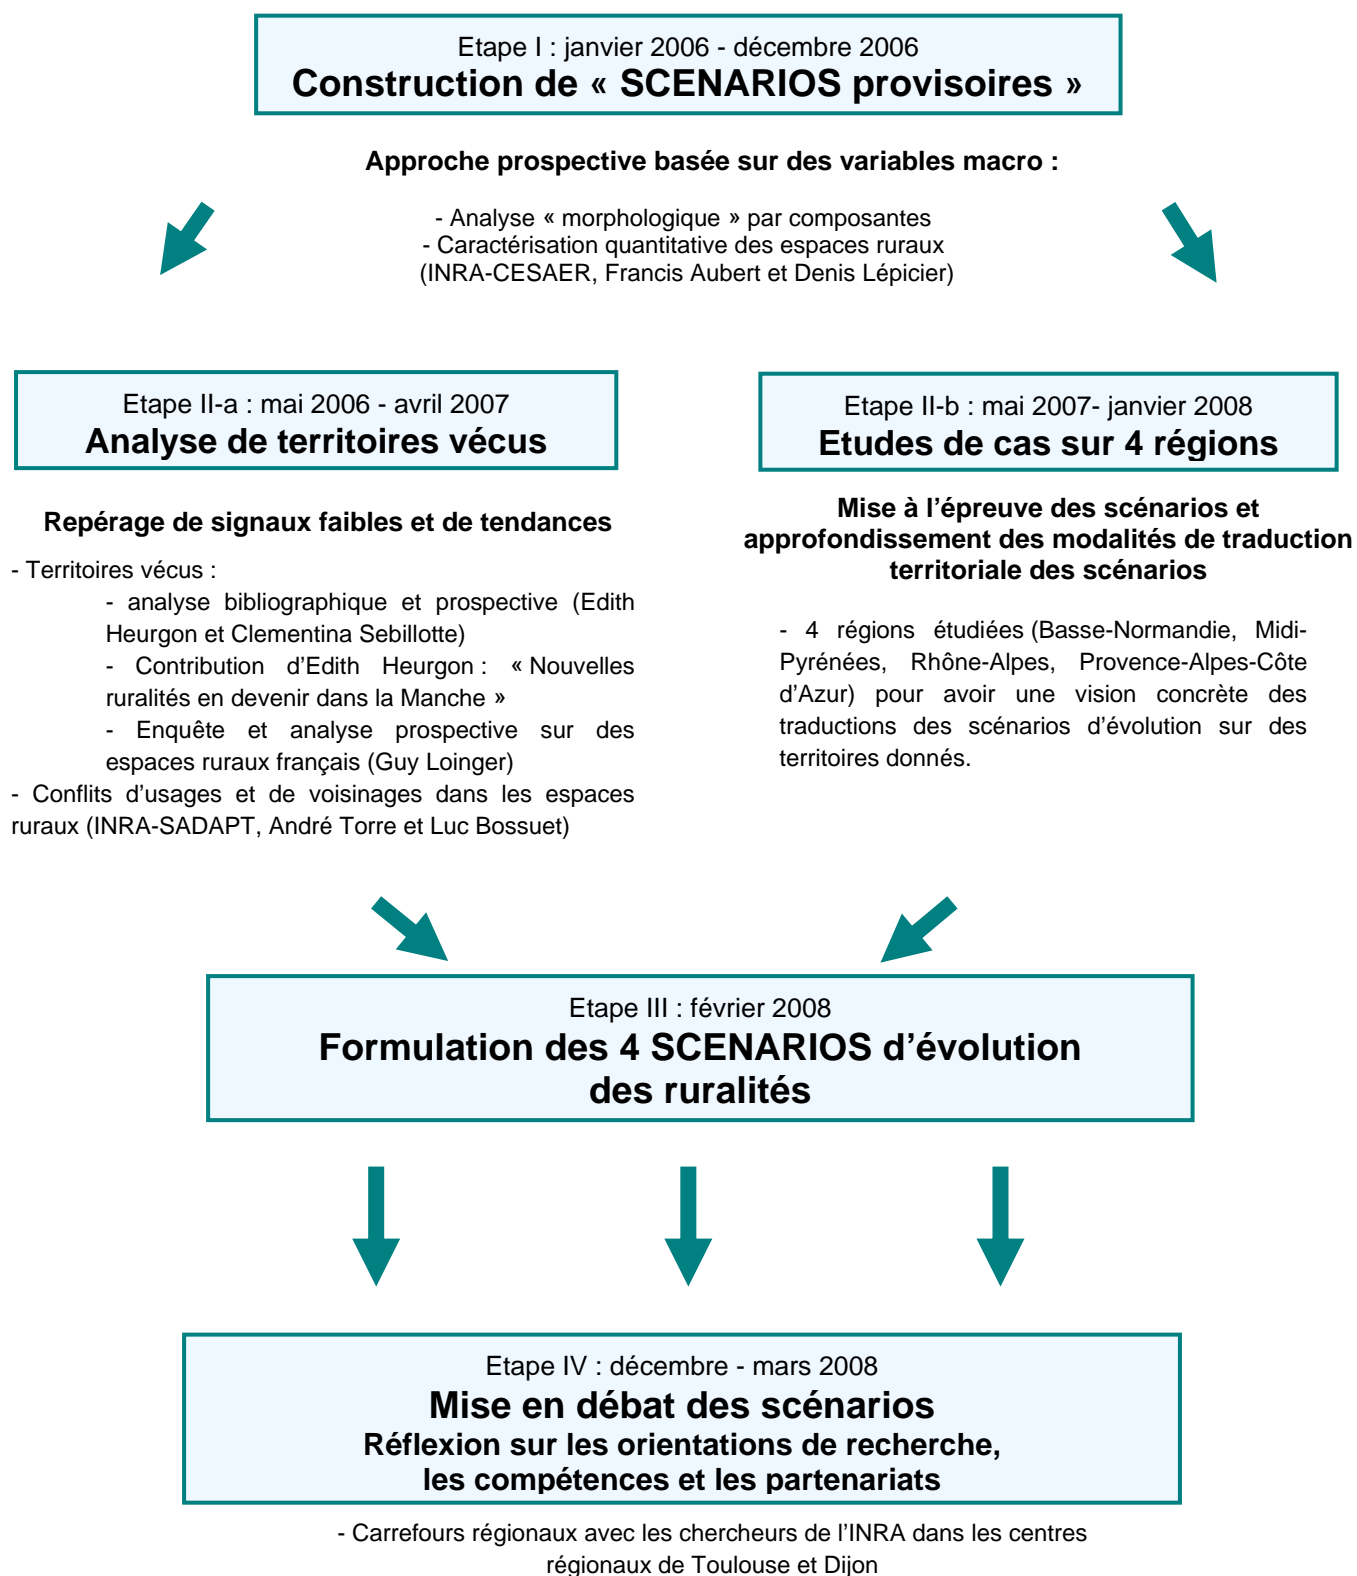 Etape I : janvier 2006 - décembre 2006
Construction de « SCENARIOS provisoires »
Approche prospective basée sur des variables macro :
- Analyse « morphologique » par composantes
- Caractérisation quantitative des espaces ruraux
(INRA-CESAER, Francis Aubert et Denis Lépicier)
Etape II-a : mai 2006 - avril 2007
Analyse de territoires vécus
Repérage de signaux faibles et de tendances
- Territoires vécus :
- analyse bibliographique et prospective (Edith
Heurgon et Clementina Sebillotte)
- Contribution d’Edith Heurgon : « Nouvelles
ruralités en devenir dans la Manche »
- Enquête et analyse prospective sur des
espaces ruraux français (Guy Loinger)
- Conflits d’usages et de voisinages dans les espaces
ruraux (INRA-SADAPT, André Torre et Luc Bossuet)
Etape II-b : mai 2007- janvier 2008
Etudes de cas sur 4 régions
Mise à l’épreuve des scénarios et
approfondissement des modalités de traduction
territoriale des scénarios
- 4 régions étudiées (Basse-Normandie, Midi-
Pyrénées, Rhône-Alpes, Provence-Alpes-Côte
d’Azur) pour avoir une vision concrète des
traductions des scénarios d’évolution sur des
territoires donnés.
Etape III : février 2008
Formulation des 4 SCENARIOS d’évolution
des ruralités
Etape IV : décembre - mars 2008
Mise en débat des scénarios
Réflexion sur les orientations de recherche,
les compétences et les partenariats
- Carrefours régionaux avec les chercheurs de l’INRA dans les centres
régionaux de Toulouse et Dijon